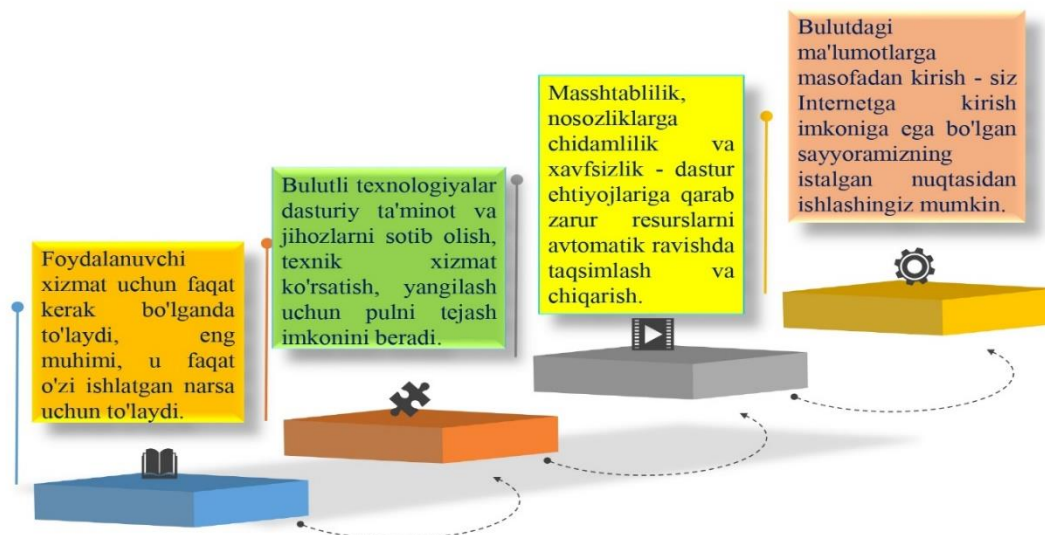 Foydalanuvchi
xizmat uchun faqat
kerak bo'lganda
to'laydi, eng
muhimi, u faqat
o'zi ishlatgan narsa
uchun to'laydi.
Bulutli texnologiyalar
dasturiy ta'minot va
jihozlarni sotib olish,
texnik xizmat
ko'rsatish, yangilash
uchun pulni tejash
imkonini beradi.
Masshtablilik,
nosozliklarga
chidamlilik va
xavfsizlik - dastur
ehtiyojlariga qarab
zarur resurslarni
avtomatik ravishda
taqsimlash va
chiqarish.
Bulutdagi
ma'lumotlarga
masofadan kirish - siz
Internetga kirish
imkoniga ega bo'lgan
sayyoramizning
istalgan nuqtasidan
ishlashingiz mumkin.